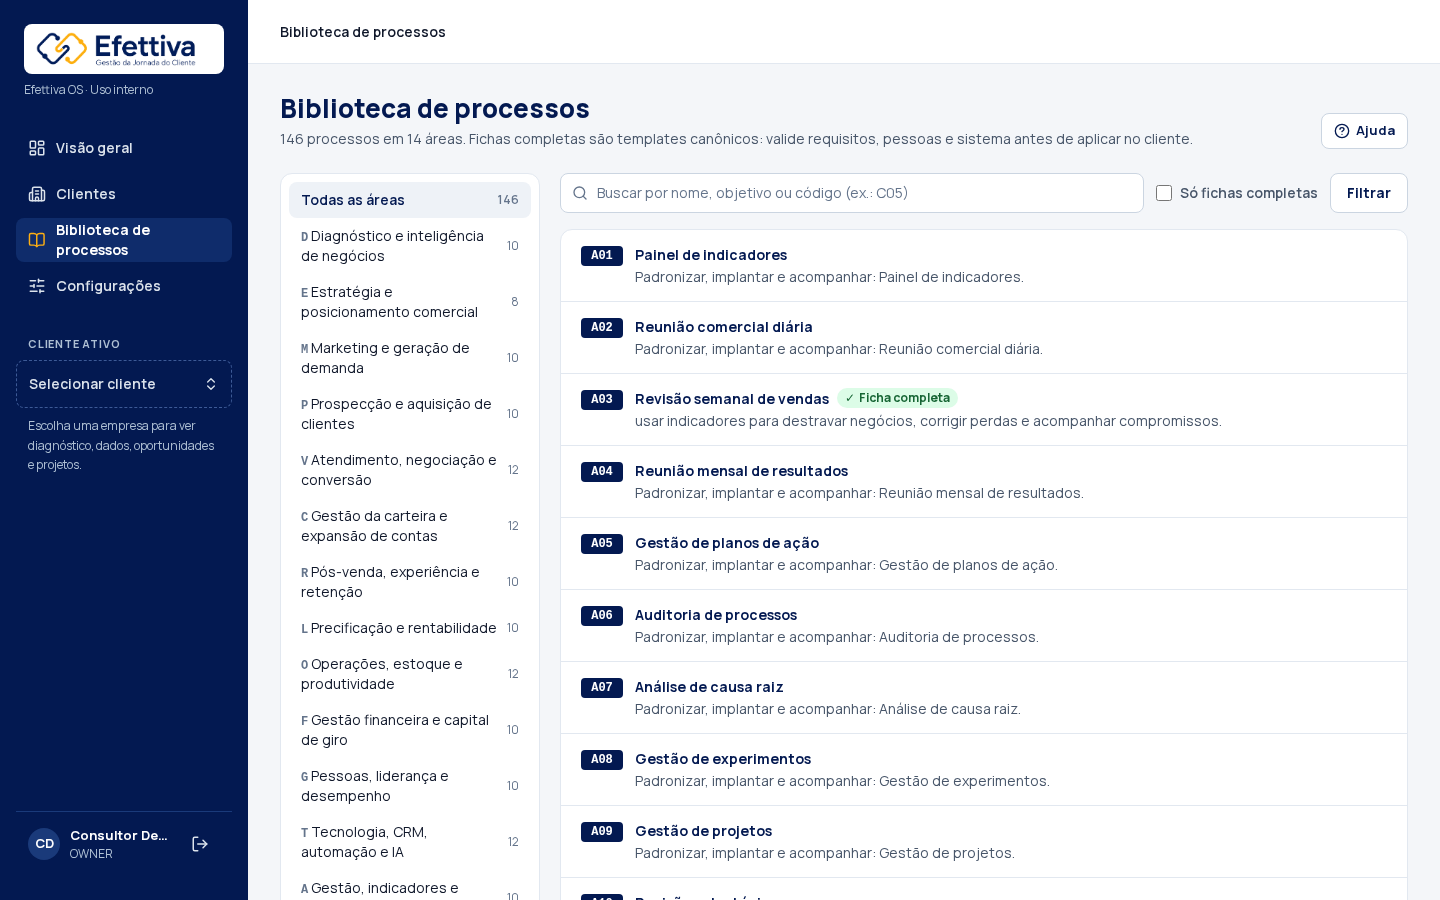 Efettiva
Gestão da Jornada do Cliente
Efettiva OS · Uso interno
Visão geral
Clientes
Biblioteca de
processos
Configurações
CLIENTE ATIVO
Selecionar cliente
Escolha uma empresa para ver
diagnóstico, dados, oportunidades
e projetos.
CD
Consultor De...
OWNER
Biblioteca de processos
Biblioteca de processos
146 processos em 14 áreas. Fichas completas são templates canônicos: valide requisitos, pessoas e sistema antes de aplicar no cliente.
Ajuda
Todas as áreas 146
D Diagnóstico e inteligência
de negócios 10
E Estratégia e
posicionamento comercial 8
M Marketing e geração de
demanda 10
P Prospecção e aquisição de
clientes 10
V Atendimento, negociação e
conversão 12
C Gestão da carteira e
expansão de contas 12
R Pós-venda, experiência e
retenção 10
L Precificação e rentabilidade 10
O Operações, estoque e
produtividade 12
F Gestão financeira e capital
de giro 10
G Pessoas, liderança e
desempenho 10
T Tecnologia, CRM,
automação e IA 12
A Gestão, indicadores e
10
Buscar por nome, objetivo ou código (ex.: C05)
Só fichas completas
Filtrar
A01 Painel de indicadores
Padronizar, implantar e acompanhar: Painel de indicadores.
A02 Reunião comercial diária
Padronizar, implantar e acompanhar: Reunião comercial diária.
A03 Revisão semanal de vendas ✓ Ficha completa
usar indicadores para destravar negócios, corrigir perdas e acompanhar compromissos.
A04 Reunião mensal de resultados
Padronizar, implantar e acompanhar: Reunião mensal de resultados.
A05 Gestão de planos de ação
Padronizar, implantar e acompanhar: Gestão de planos de ação.
A06 Auditoria de processos
Padronizar, implantar e acompanhar: Auditoria de processos.
A07 Análise de causa raiz
Padronizar, implantar e acompanhar: Análise de causa raiz.
A08 Gestão de experimentos
Padronizar, implantar e acompanhar: Gestão de experimentos.
A09 Gestão de projetos
Padronizar, implantar e acompanhar: Gestão de projetos.